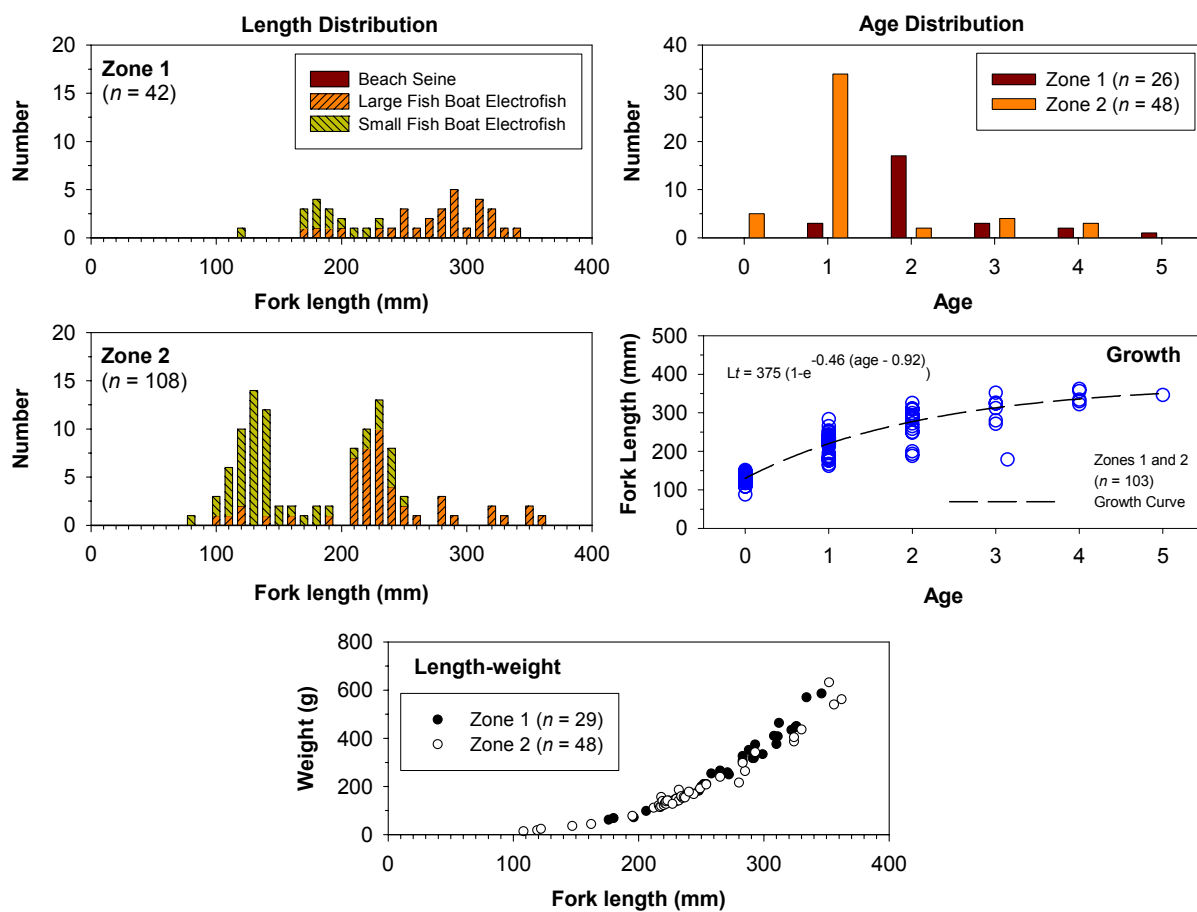 Length Distribution
20
15
10
5
0
Number
Zone 1
(n = 42)
Beach Seine
Large Fish Boat Electrofish
Small Fish Boat Electrofish
0 100 200 300 400
Fork length (mm)
Age Distribution
40
30
20
10
0
Number
Zone 1 (n = 26)
Zone 2 (n = 48)
0 1 2 3 4 5
Age
20
15
10
5
0
Number
Zone 2
(n = 108)
0 100 200 300 400
Fork length (mm)
500
400
300
200
100
0
Fork Length (mm)
Growth
Lt = 375 (1-e-0.46 (age - 0.92))
Zones 1 and 2
(n = 103)
Growth Curve
0 1 2 3 4 5
Age
800
600
400
200
0
Weight (g)
Length-weight
Zone 1 (n = 29)
Zone 2 (n = 48)
0 100 200 300 400
Fork length (mm)